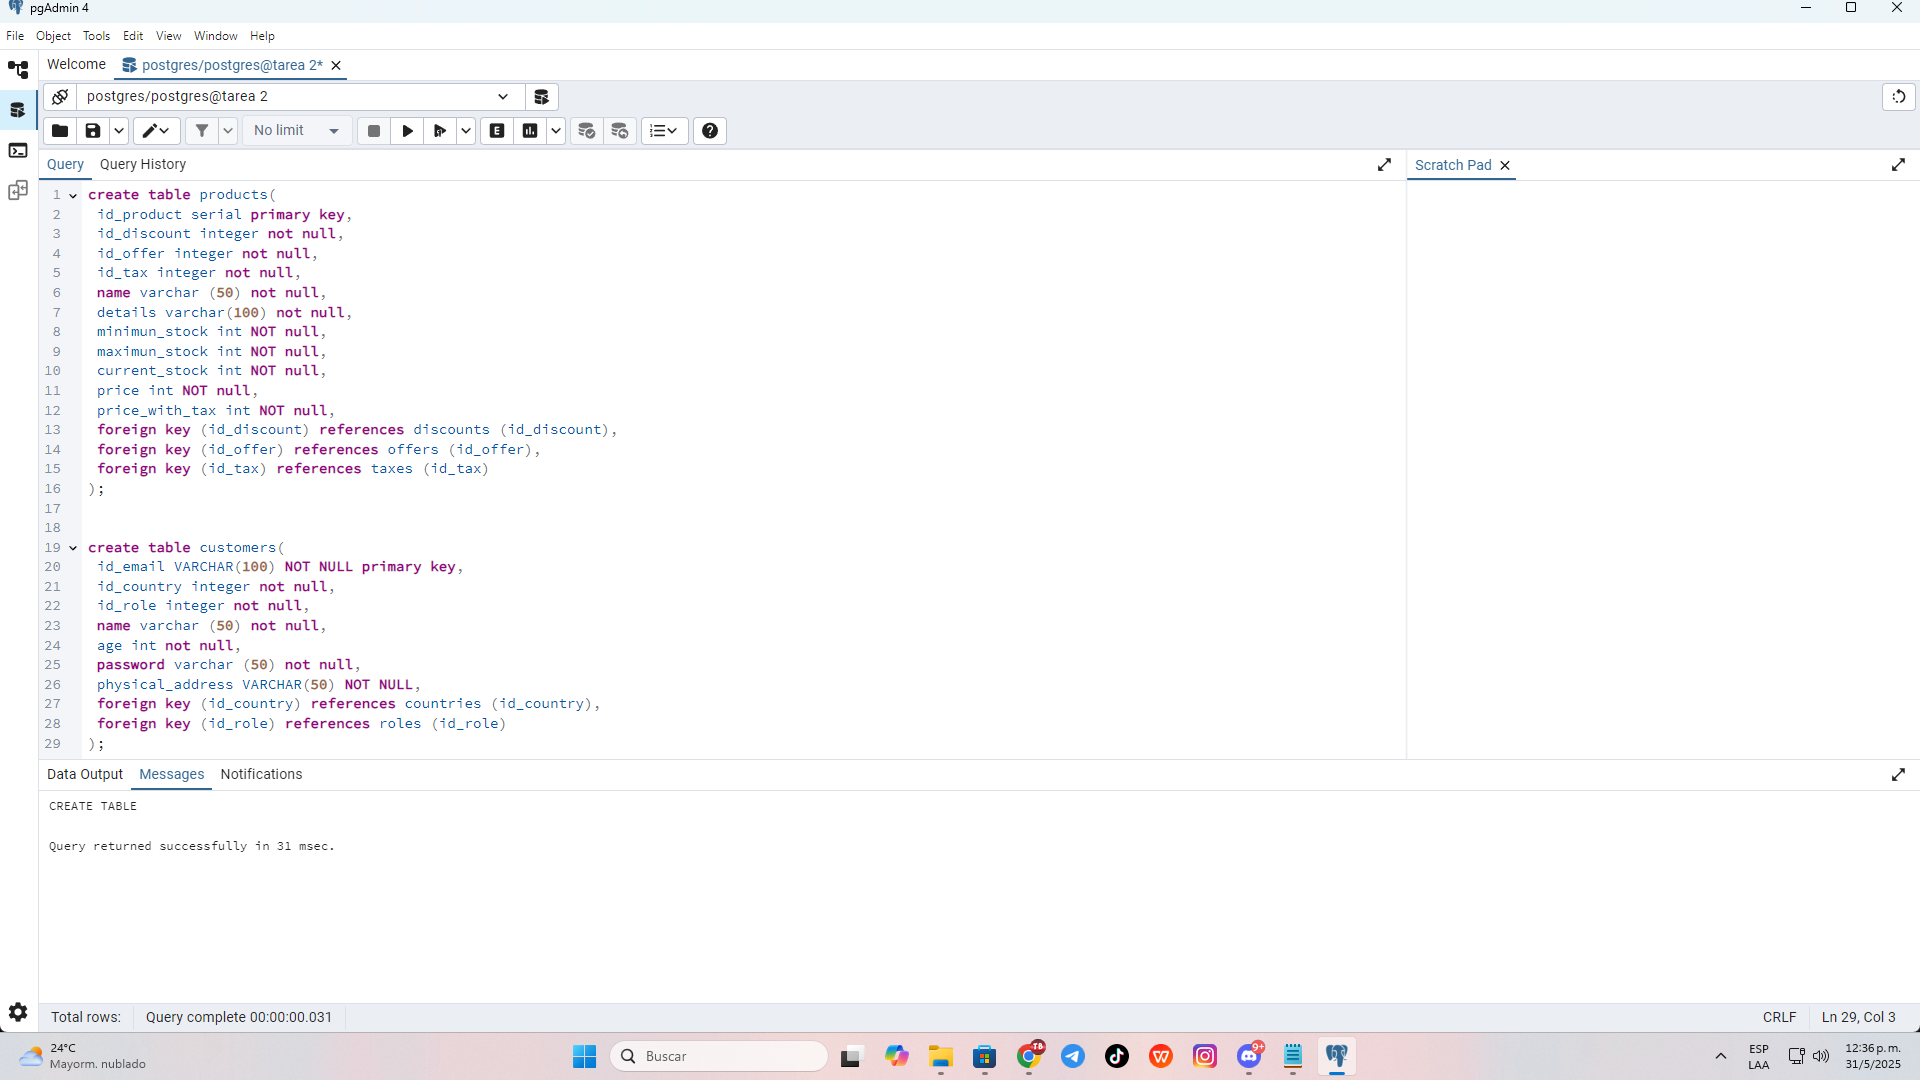 pgAdmin 4
File Object Tools Edit View Window Help
Welcome postgres/postgres@tarea 2*
postgres/postgres@tarea 2
No limit
E
Query Query History
Scratch Pad
1 create table products(
2 id_product serial primary key,
3 id_discount integer not null,
4 id_offer integer not null,
5 id_tax integer not null,
6 name varchar (50) not null,
7 details varchar(100) not null,
8 minimun_stock int NOT null,
9 maximun_stock int NOT null,
10 current_stock int NOT null,
11 price int NOT null,
12 price_with_tax int NOT null,
13 foreign key (id_discount) references discounts (id_discount),
14 foreign key (id_offer) references offers (id_offer),
15 foreign key (id_tax) references taxes (id_tax)
16 );
17
18
19 create table customers(
20 id_email VARCHAR(100) NOT NULL primary key,
21 id_country integer not null,
22 id_role integer not null,
23 name varchar (50) not null,
24 age int not null,
25 password varchar (50) not null,
26 physical_address VARCHAR(50) NOT NULL,
27 foreign key (id_country) references countries (id_country),
28 foreign key (id_role) references roles (id_role)
29 );
Data Output Messages Notifications
CREATE TABLE
Query returned successfully in 31 msec.
Total rows: Query complete 00:00:00.031
CRLF Ln 29, Col 3
24°C
Mayorm. nublado
Buscar
TB
9+
ESP
LAA
12:36 p. m.
31/5/2025